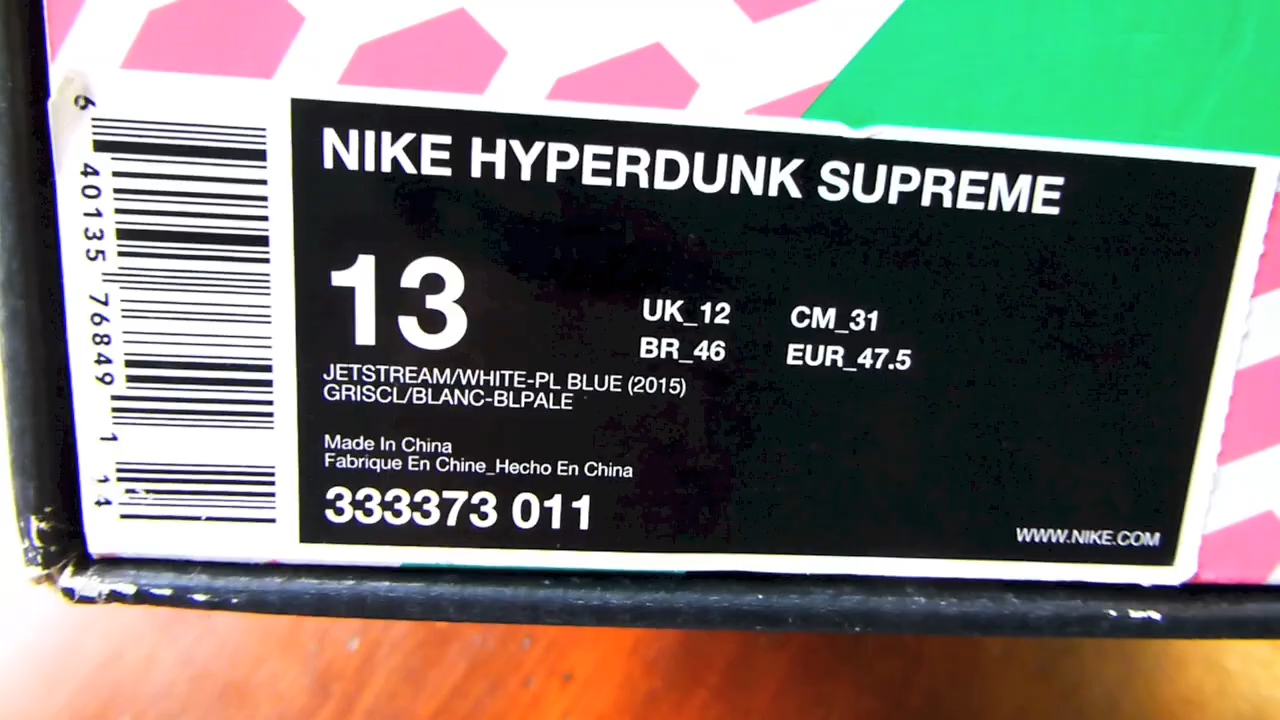 NIKE HYPERDUNK SUPREME
13
UK_12 CM_31
BR_46 EUR_47.5
JETSTREAM/WHITE-PL BLUE (2015)
GRISCL/BLANC-BLPALE
Made In China
Fabrique En Chine_Hecho En China
333373 011
WWW.NIKE.COM
6 40135 76849 1 14